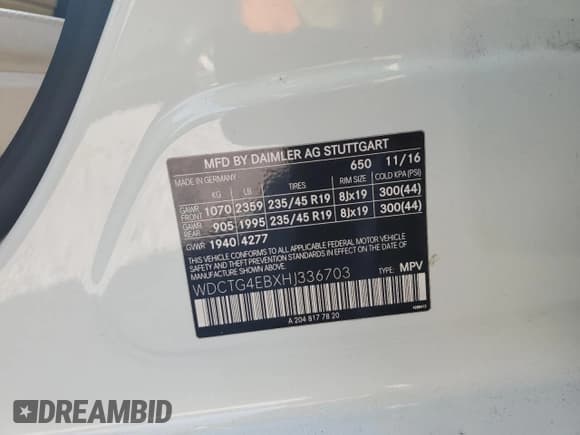 MFD BY DAIMLER AG STUTTGART
MADE IN GERMANY 650 11/16
KG LB TIRES RIM SIZE COLD KPA (PSI)
GAWR FRONT 1070 2359 235/45 R19 8Jx19 300(44)
GAWR REAR 905 1995 235/45 R19 8Jx19 300(44)
GVWR 1940 4277
THIS VEHICLE CONFORMS TO ALL APPLICABLE FEDERAL MOTOR VEHICLE
SAFETY, BUMPER, AND THEFT PREVENTION STANDARDS IN EFFECT ON THE
DATE OF MANUFACTURE SHOWN ABOVE.
WDCTG4EBXHJ336703 TYPE: MPV
A 204 817 78 20
DREAMBID